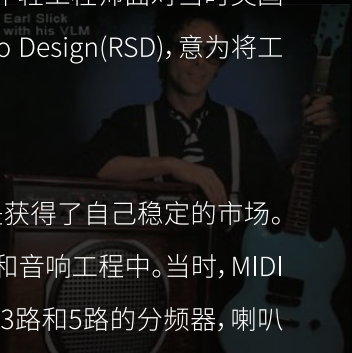 Earl Slick
with his VLM
o Design(RSD)，意为将工
获得了自己稳定的市场。
和音响工程中。当时，MIDI
3路和5路的分频器，喇叭